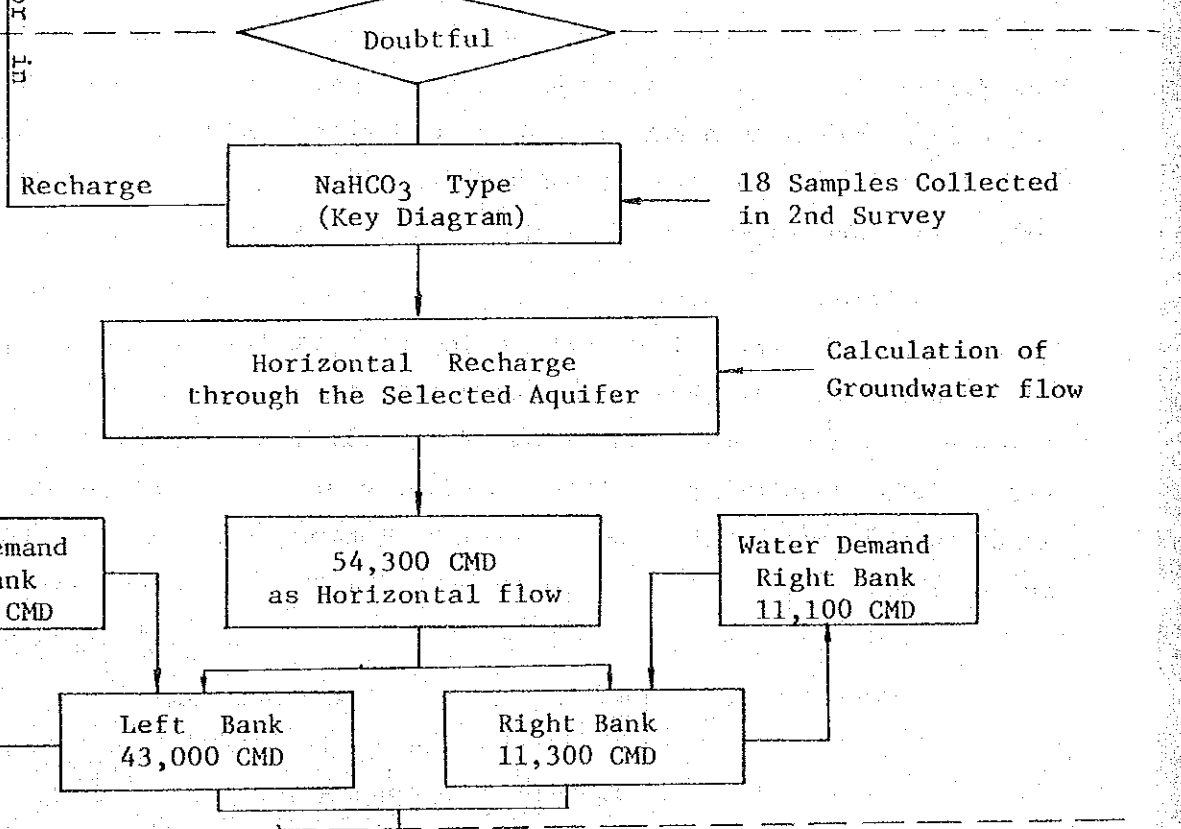 in
Doubtful
Recharge
NaHCO3 Type
(Key Diagram)
18 Samples Collected
in 2nd Survey
Horizontal Recharge
through the Selected Aquifer
Calculation of
Groundwater flow
CMD
54,300 CMD
as Horizontal flow
Water Demand
Right Bank
11,100 CMD
Left Bank
43,000 CMD
Right Bank
11,300 CMD